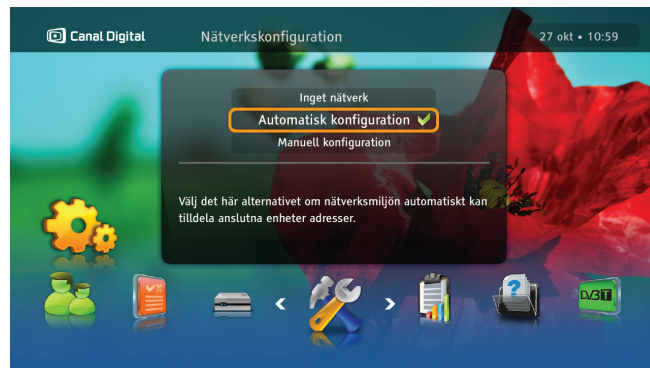 Canal Digital
Nätverkskonfiguration
27 okt • 10:59
Inget nätverk
Automatisk konfiguration
Manuell konfiguration
Välj det här alternativet om nätverksmiljön automatiskt kan
tilldela anslutna enheter adresser.
?
DVB T